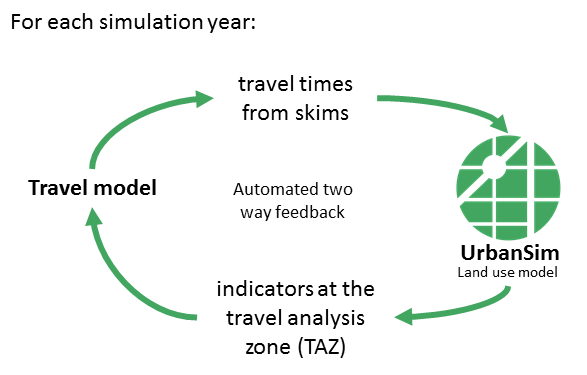 For each simulation year:
travel times
from skims
Travel model
Automated two
way feedback
UrbanSim
Land use model
indicators at the
travel analysis
zone (TAZ)